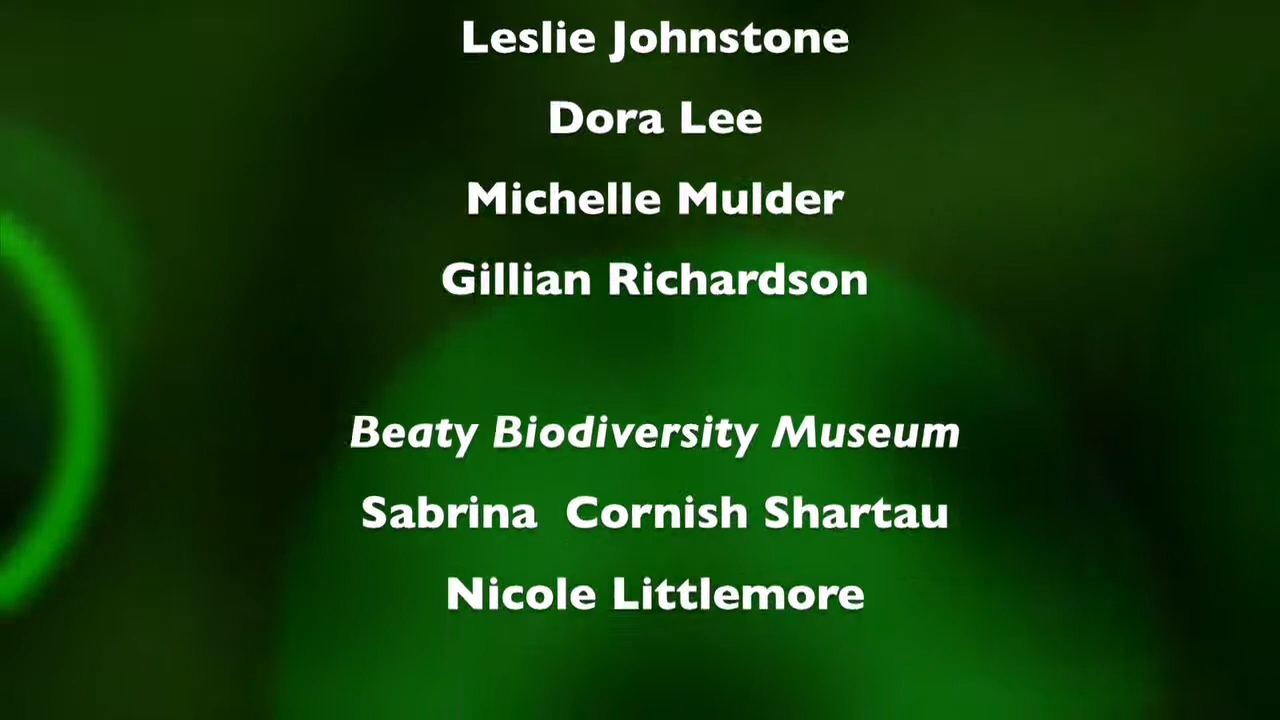 Leslie Johnstone
Dora Lee
Michelle Mulder
Gillian Richardson
Beaty Biodiversity Museum
Sabrina  Cornish Shartau
Nicole Littlemore